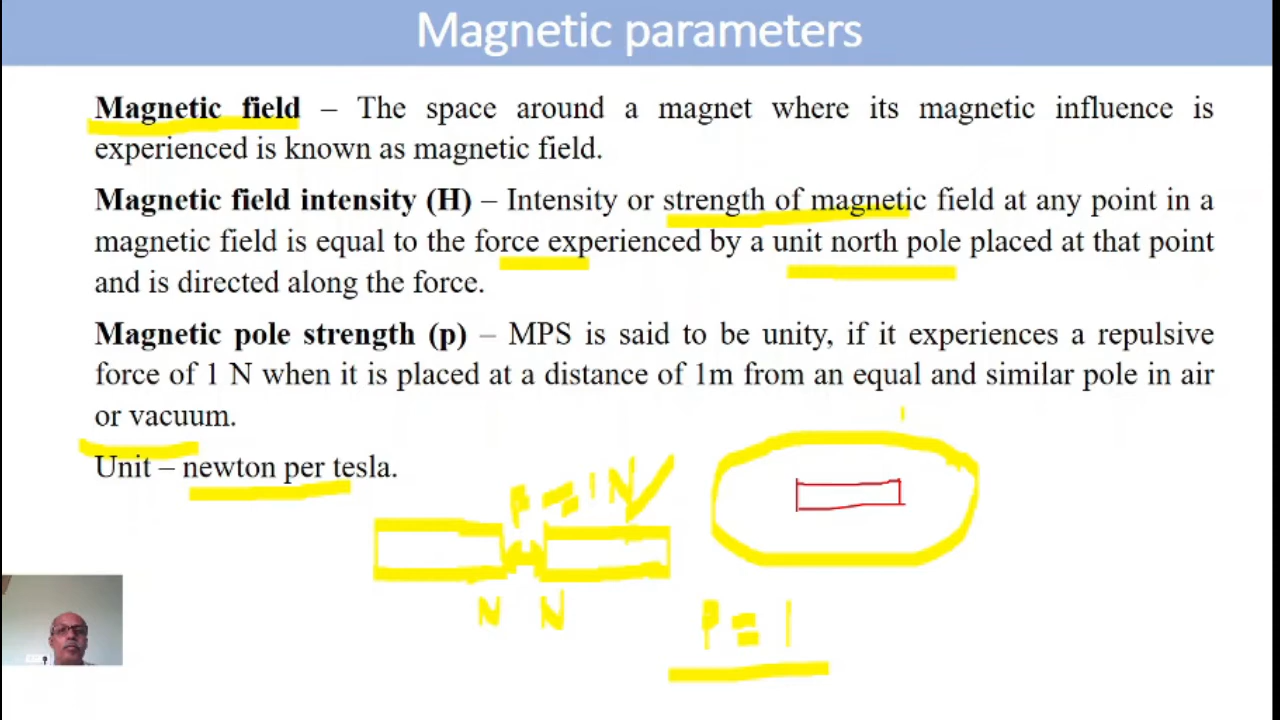 Magnetic parameters
Magnetic field – The space around a magnet where its magnetic influence is
experienced is known as magnetic field.
Magnetic field intensity (H) – Intensity or strength of magnetic field at any point in a
magnetic field is equal to the force experienced by a unit north pole placed at that point
and is directed along the force.
Magnetic pole strength (p) – MPS is said to be unity, if it experiences a repulsive
force of 1 N when it is placed at a distance of 1m from an equal and similar pole in air
or vacuum.
Unit – newton per tesla.
P = 1 N
N N
P = 1